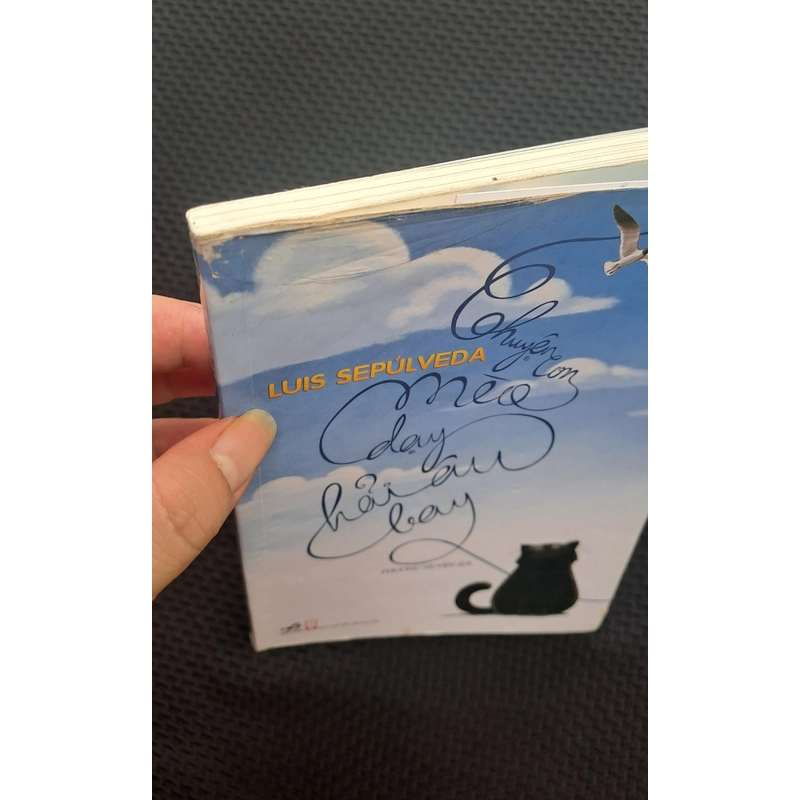 LUIS SEPÚLVEDA
Chuyện
con
mèo
dạy
hải âu
bay